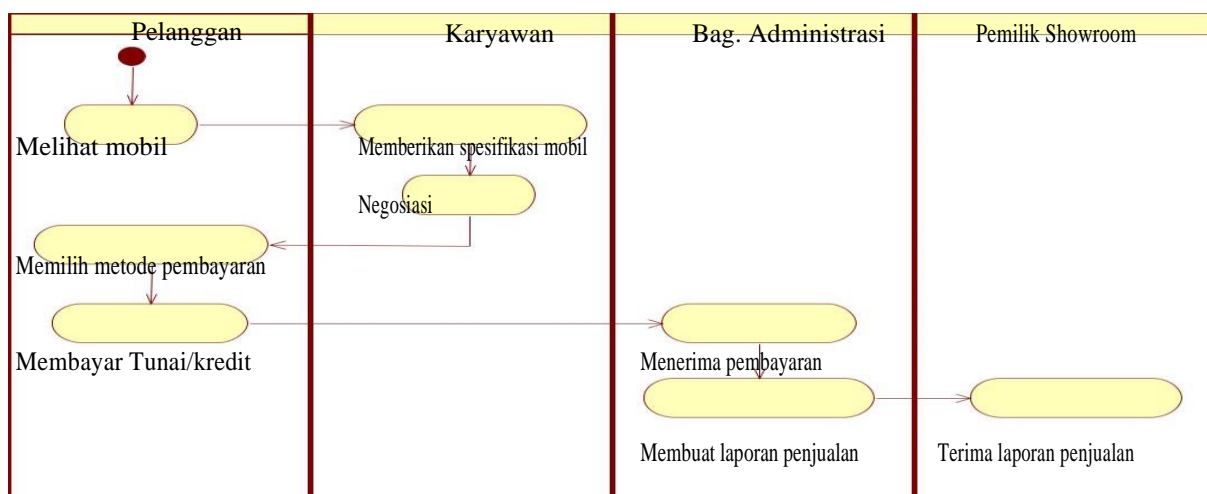 Pelanggan
Karyawan
Bag. Administrasi
Pemilik Showroom
Melihat mobil
Memberikan spesifikasi mobil
Negosiasi
Memilih metode pembayaran
Membayar Tunai/kredit
Menerima pembayaran
Membuat laporan penjualan
Terima laporan penjualan